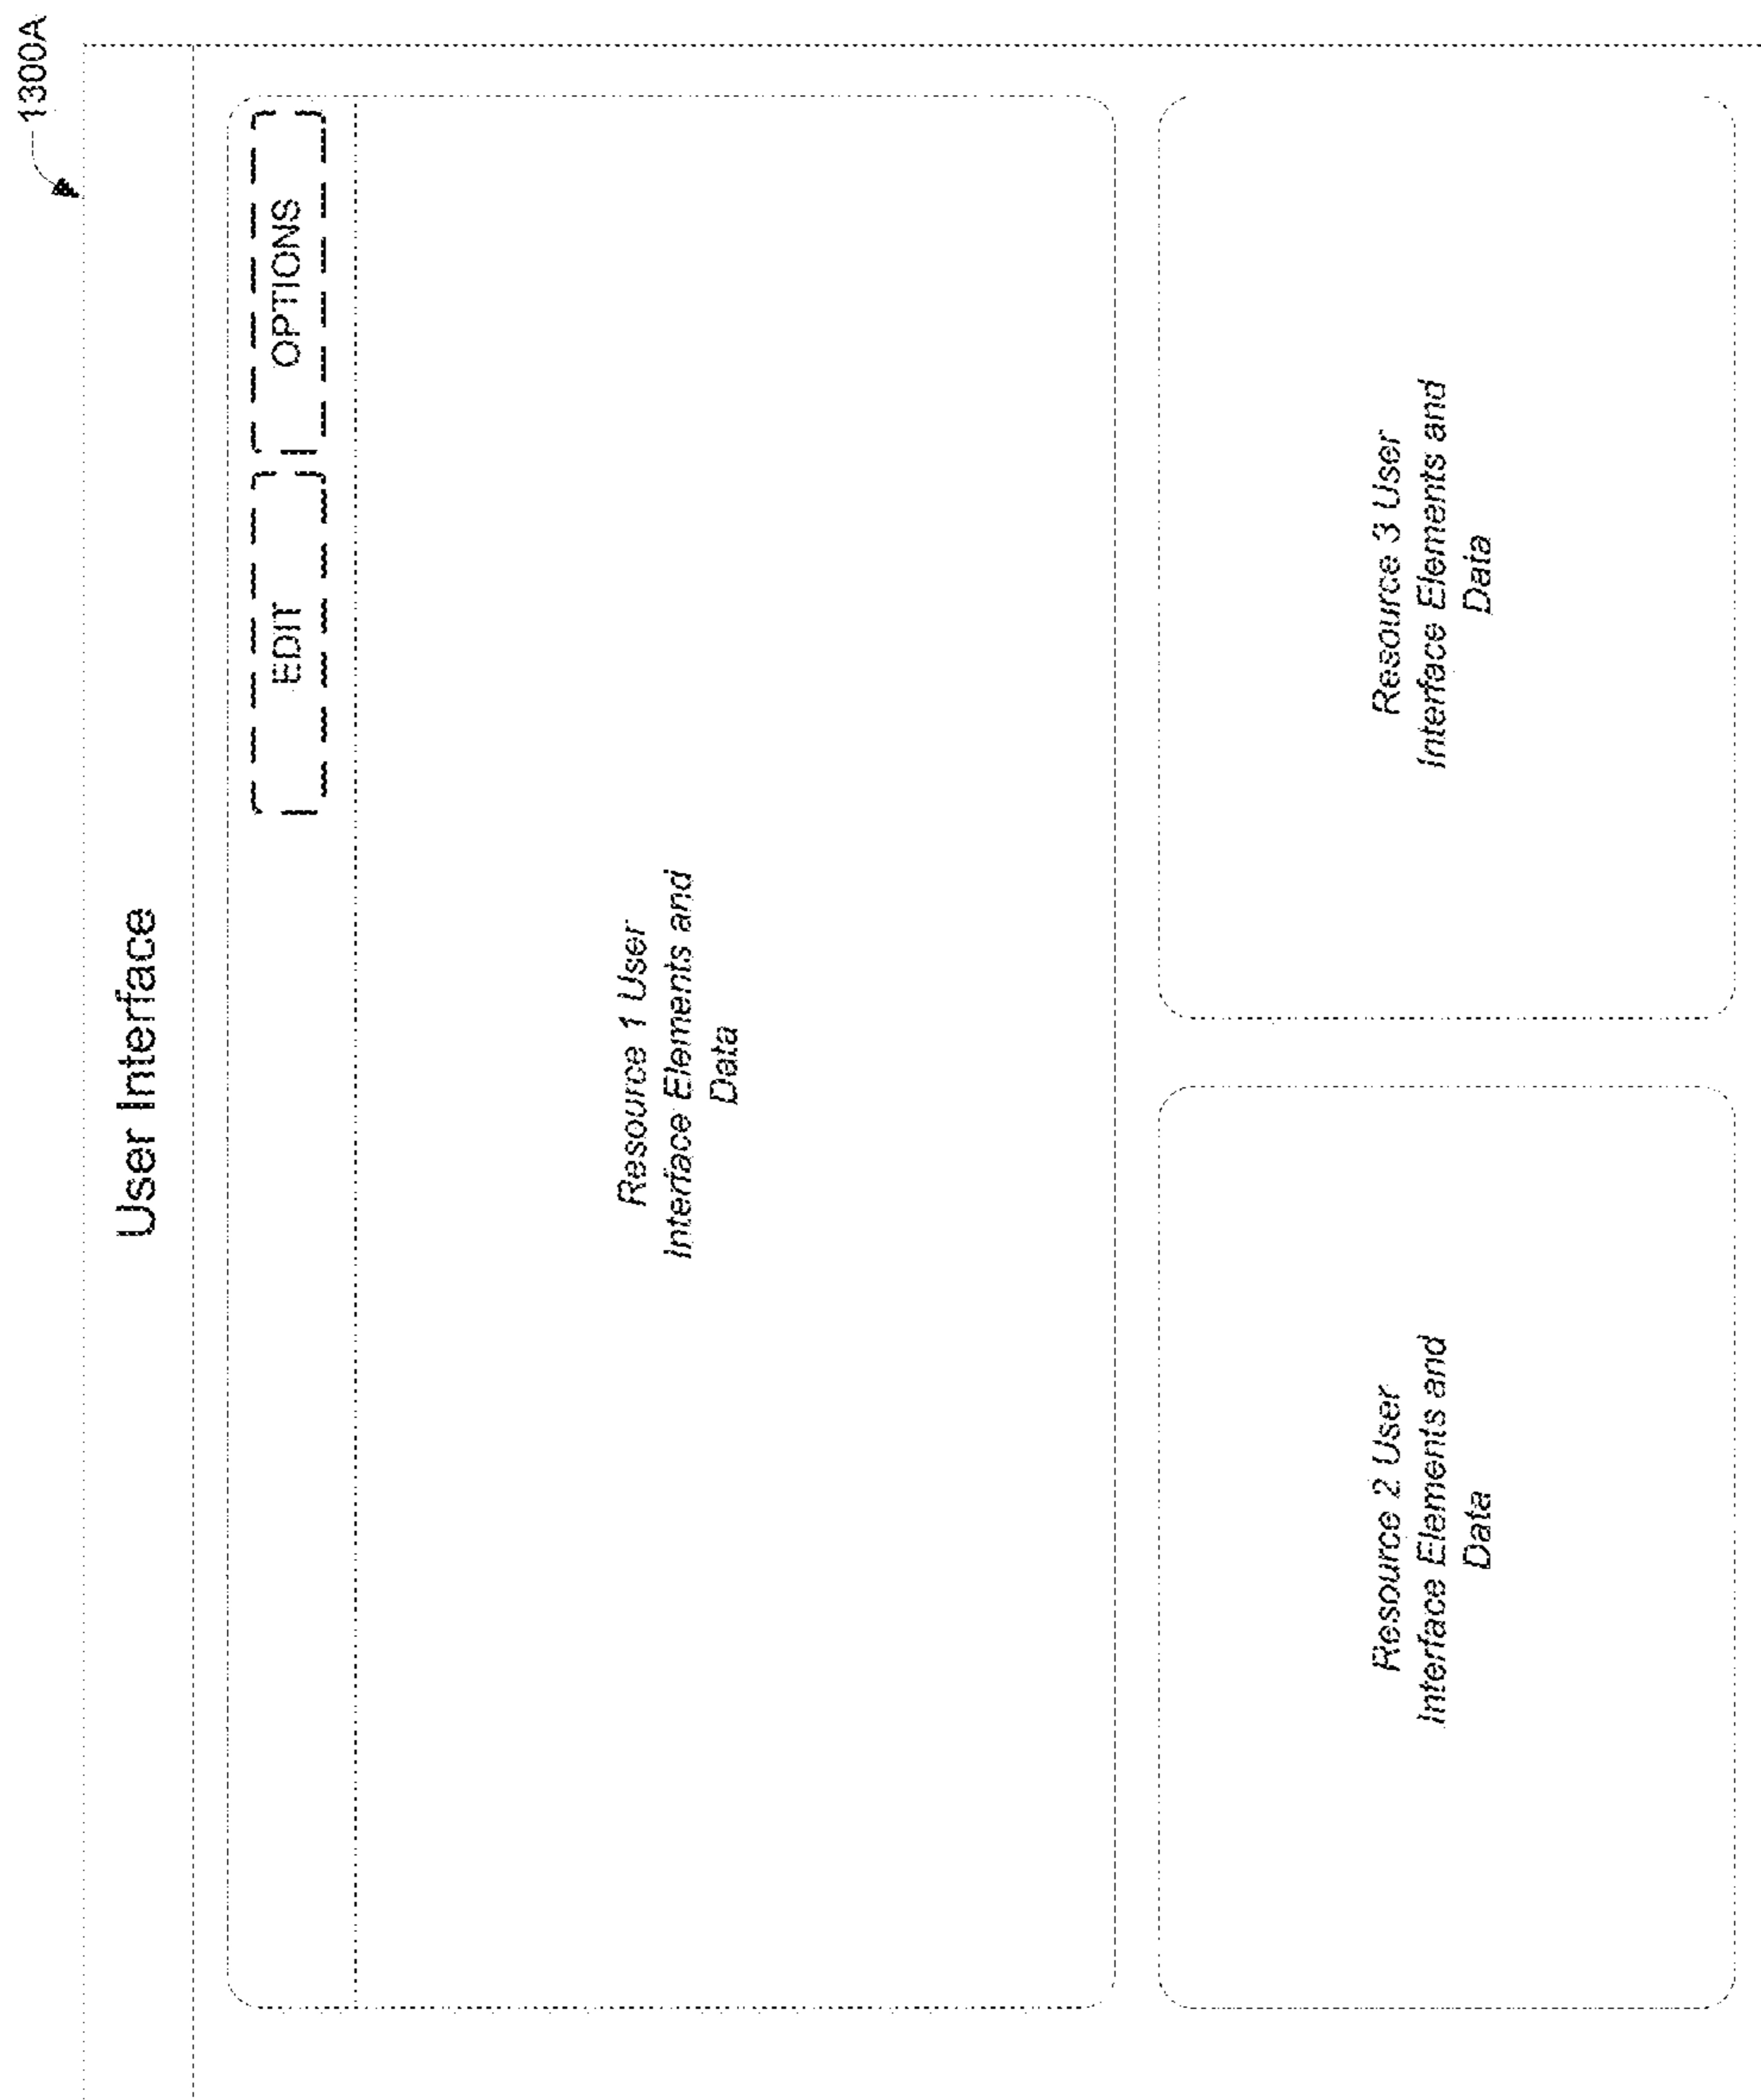 1300A
User Interface
EDIT
OPTIONS
Resource 1 User
Interface Elements and
Data
Resource 2 User
Interface Elements and
Data
Resource 3 User
Interface Elements and
Data